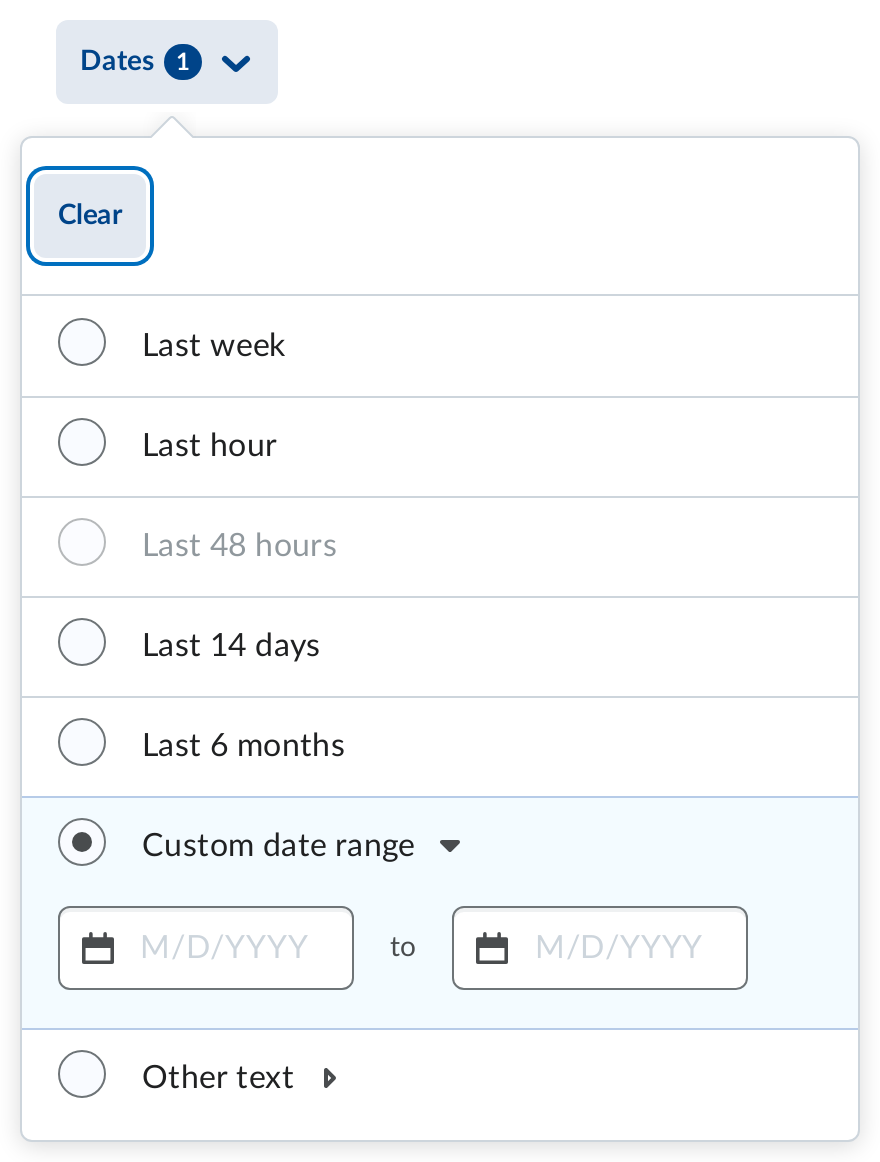 Dates 1
Clear
Last week
Last hour
Last 48 hours
Last 14 days
Last 6 months
Custom date range
M/D/YYYY to M/D/YYYY
Other text